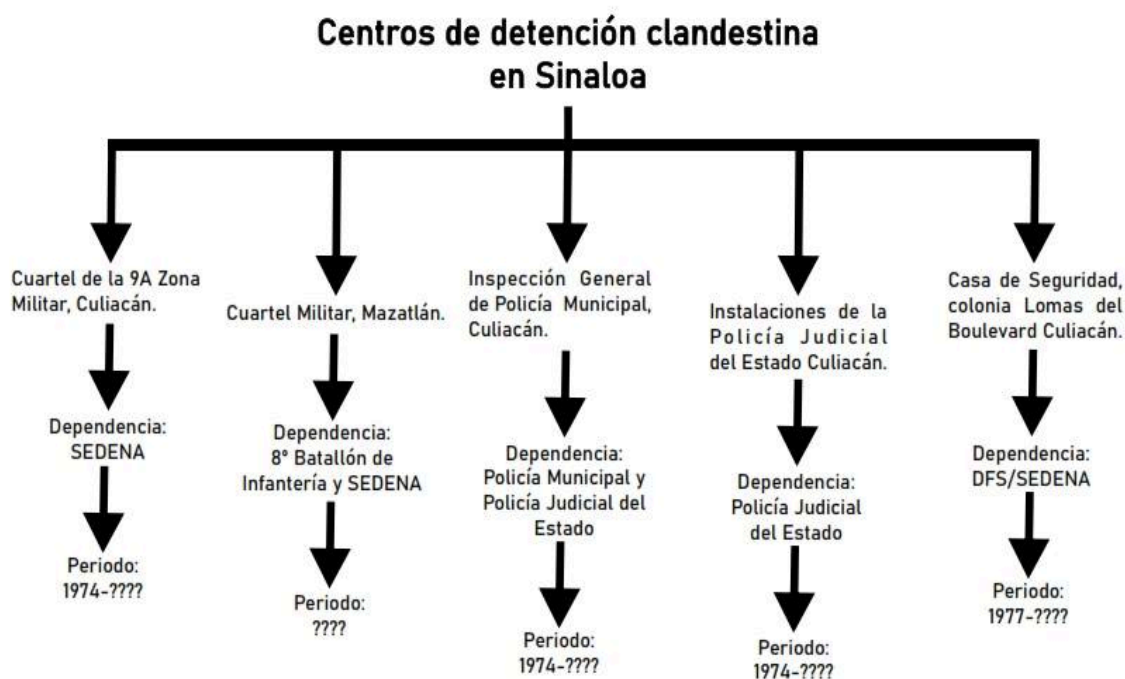 Centros de detención clandestina
en Sinaloa
Cuartel de la 9A Zona
Militar, Culiacán.
Dependencia:
SEDENA
Periodo:
1974-????
Cuartel Militar, Mazatlán.
Dependencia:
8° Batallón de
Infantería y SEDENA
Periodo:
????
Inspección General
de Policía Municipal,
Culiacán.
Dependencia:
Policía Municipal y
Policía Judicial del
Estado
Periodo:
1974-????
Instalaciones de la
Policía Judicial
del Estado Culiacán.
Dependencia:
Policía Judicial
del Estado
Periodo:
1974-????
Casa de Seguridad,
colonia Lomas del
Boulevard Culiacán.
Dependencia:
DFS/SEDENA
Periodo:
1977-????